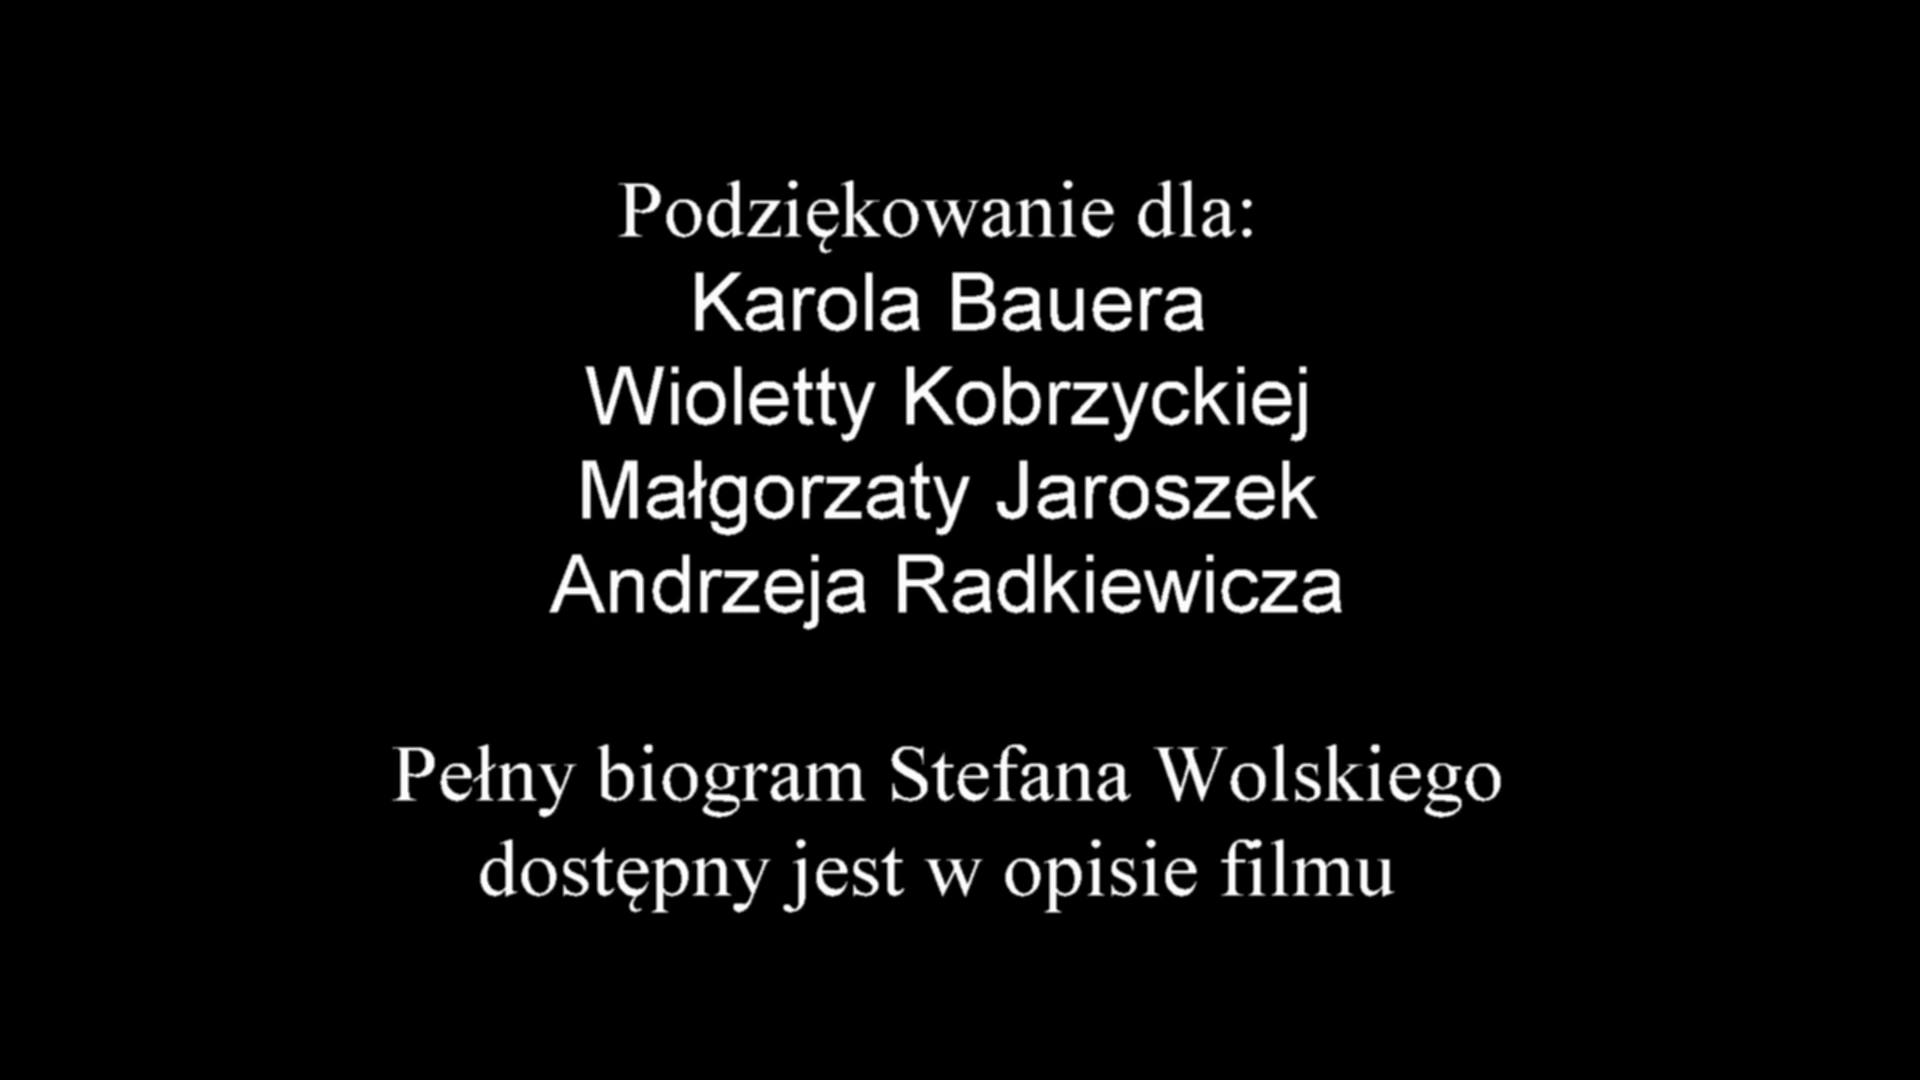 Podziękowanie dla:
Karola Bauera
Wioletty Kobrzyckiej
Małgorzaty Jaroszek
Andrzeja Radkiewicza
Pełny biogram Stefana Wolskiego
dostępny jest w opisie filmu